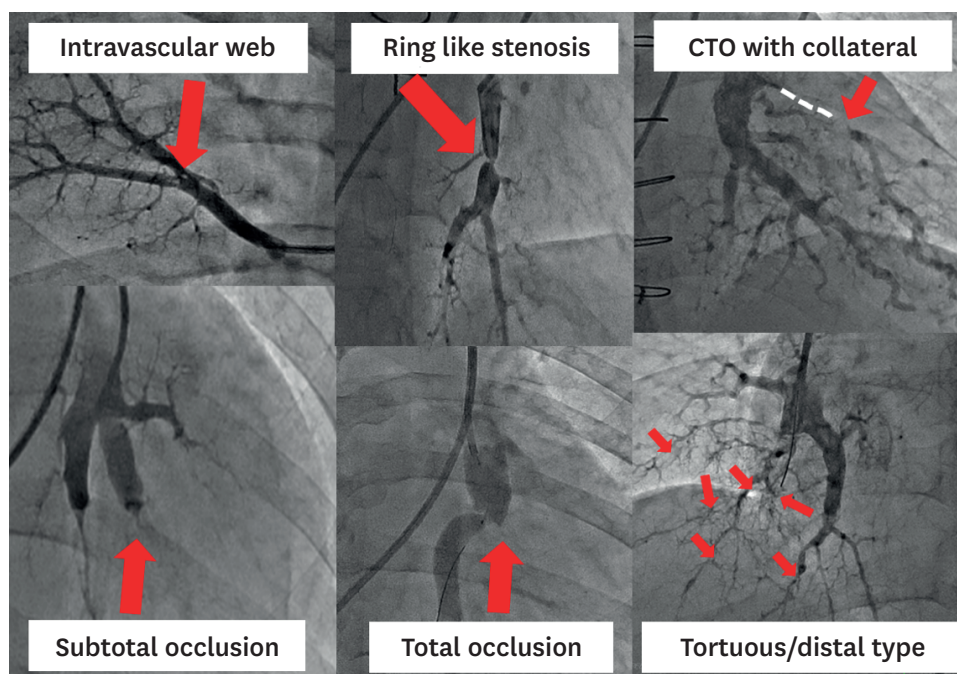 Intravascular web
Ring like stenosis
CTO with collateral
Subtotal occlusion
Total occlusion
Tortuous/distal type